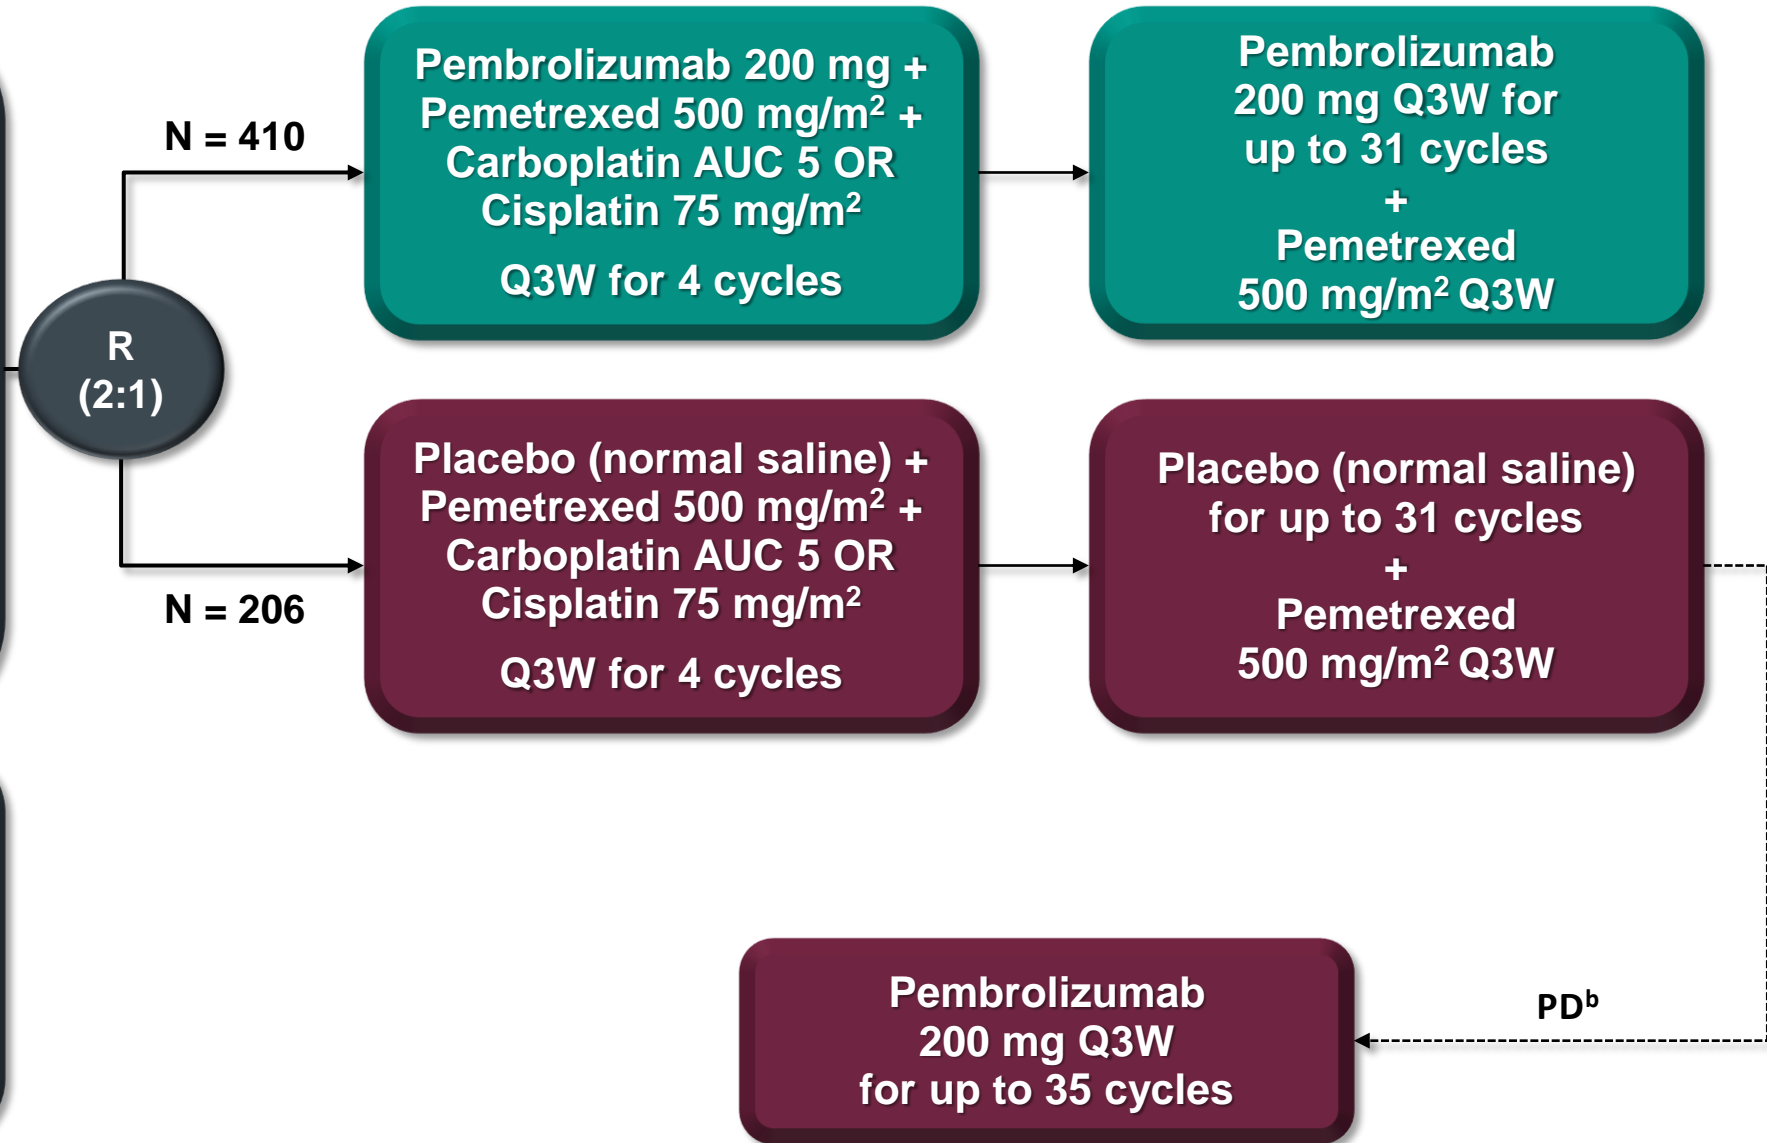 R
(2:1)
N = 410
Pembrolizumab 200 mg +
Pemetrexed 500 mg/m² +
Carboplatin AUC 5 OR
Cisplatin 75 mg/m²
Q3W for 4 cycles
Pembrolizumab
200 mg Q3W for
up to 31 cycles
+
Pemetrexed
500 mg/m² Q3W
N = 206
Placebo (normal saline) +
Pemetrexed 500 mg/m² +
Carboplatin AUC 5 OR
Cisplatin 75 mg/m²
Q3W for 4 cycles
Placebo (normal saline)
for up to 31 cycles
+
Pemetrexed
500 mg/m² Q3W
PDᵇ
Pembrolizumab
200 mg Q3W
for up to 35 cycles